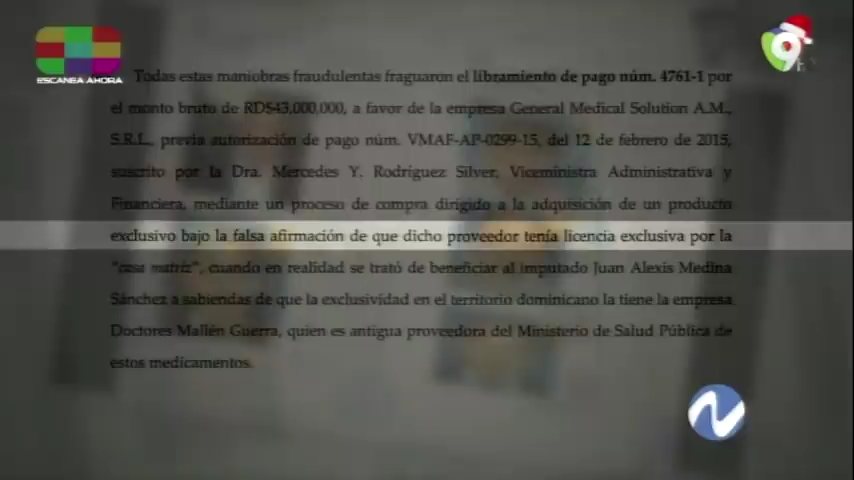 ESCANEA AHORA
9
Todas estas maniobras fraudulentas fraguaron el libramiento de pago núm. 4761-1 por
el monto bruto de RD$43,000,000, a favor de la empresa General Medical Solution A.M.,
S.R.L., previa autorización de pago núm. VMAF-AP-0299-15, del 12 de febrero de 2015,
suscrito por la Dra. Mercedes Y. Rodríguez Silver, Viceministra Administrativa y
Financiera, mediante un proceso de compra dirigido a la adquisición de un producto
exclusivo bajo la falsa afirmación de que dicho proveedor tenía licencia exclusiva por la
"casa matriz", cuando en realidad se trató de beneficiar al imputado Juan Alexis Medina
Sánchez a sabiendas de que la exclusividad en el territorio dominicano la tiene la empresa
Doctores Mallén Guerra, quien es antigua proveedora del Ministerio de Salud Pública de
estos medicamentos.